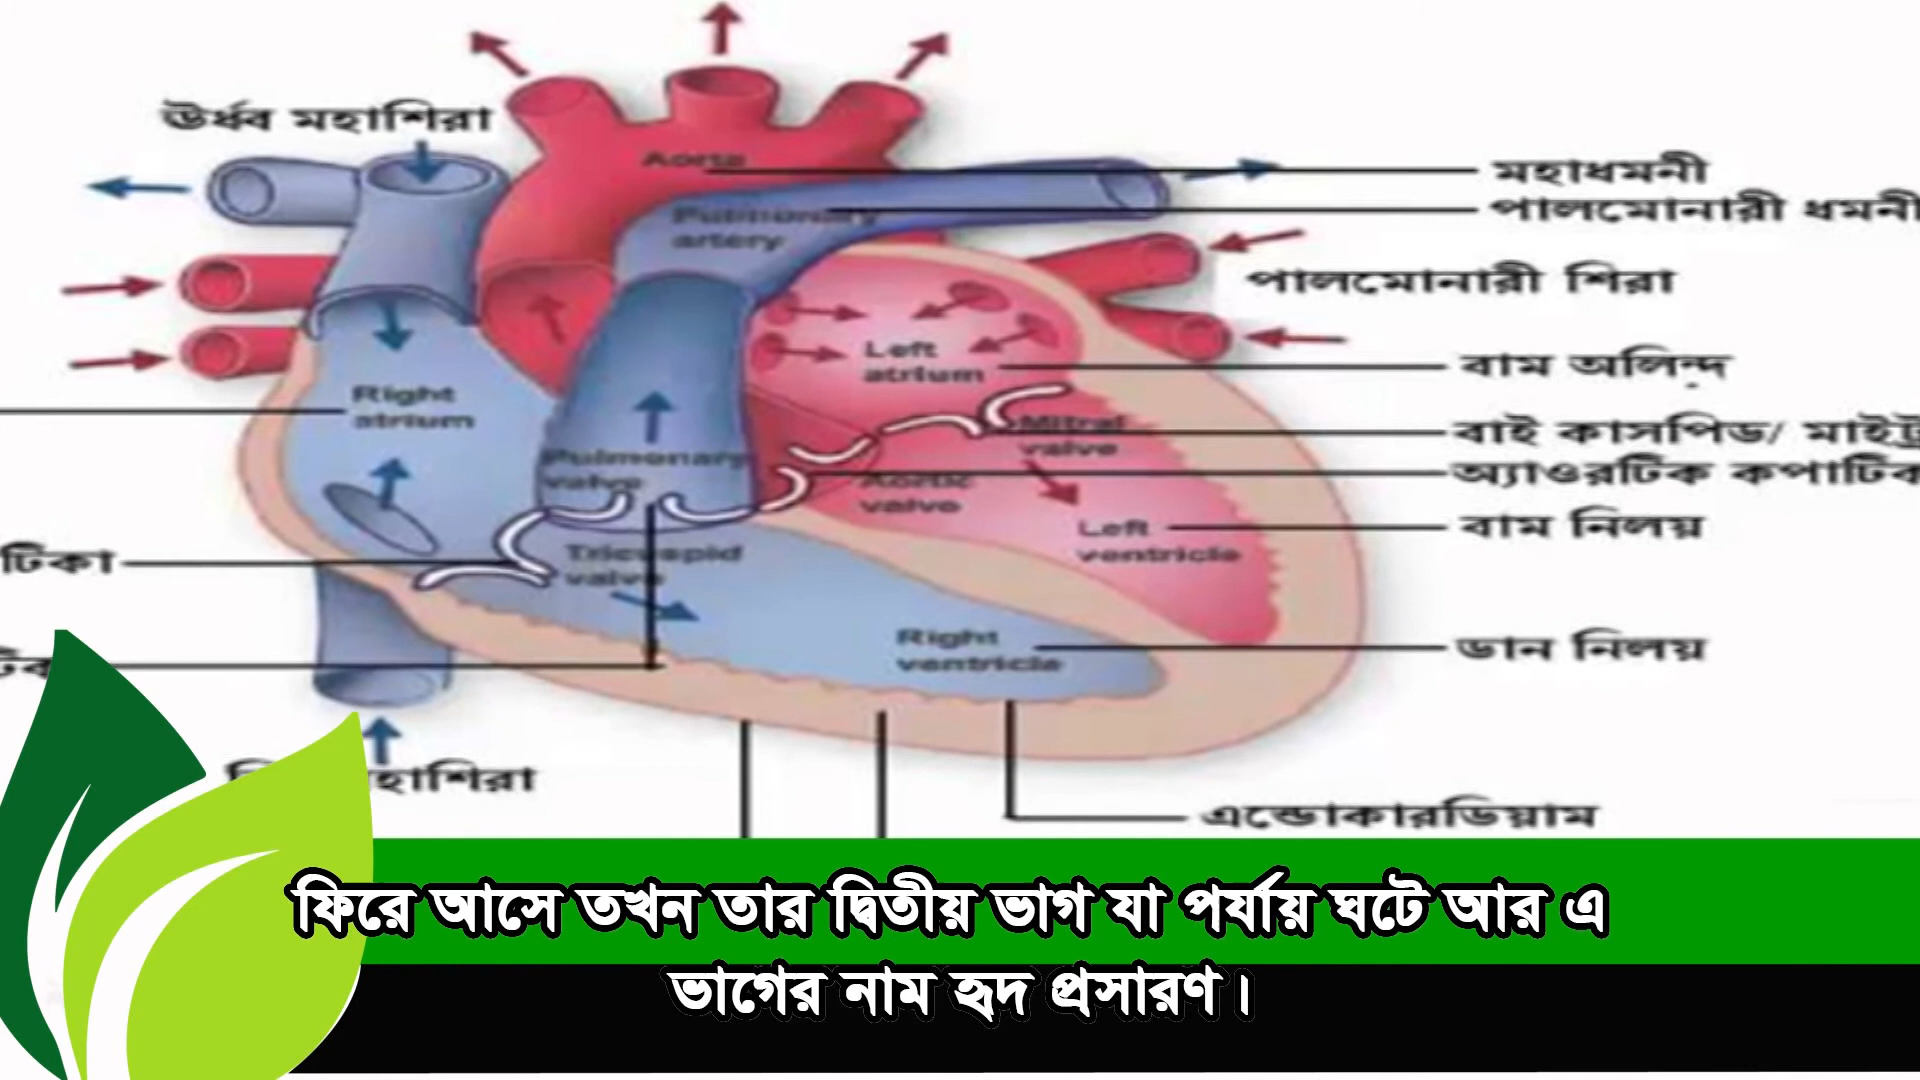 ঊর্ধ্ব মহাশিরা
Aorta
মহাধমনী
Pulmonary
artery
পালমোনারী ধমনী
পালমোনারী শিরা
Left
atrium
বাম অলিন্দ
Right
atrium
Mitral
valve
বাই কাসপিড/ মাইট্র
Pulmonary
valve
Aortic
valve
অ্যাওরটিক কপাটিক
Left
ventricle
বাম নিলয়
টিকা
Tricuspid
valve
Right
ventricle
ডান নিলয়
টিক
হাশিরা
এন্ডোকারডিয়াম
ফিরে আসে তখন তার দ্বিতীয় ভাগ যা পর্যায় ঘটে আর এ
ভাগের নাম হৃদ প্রসারণ।